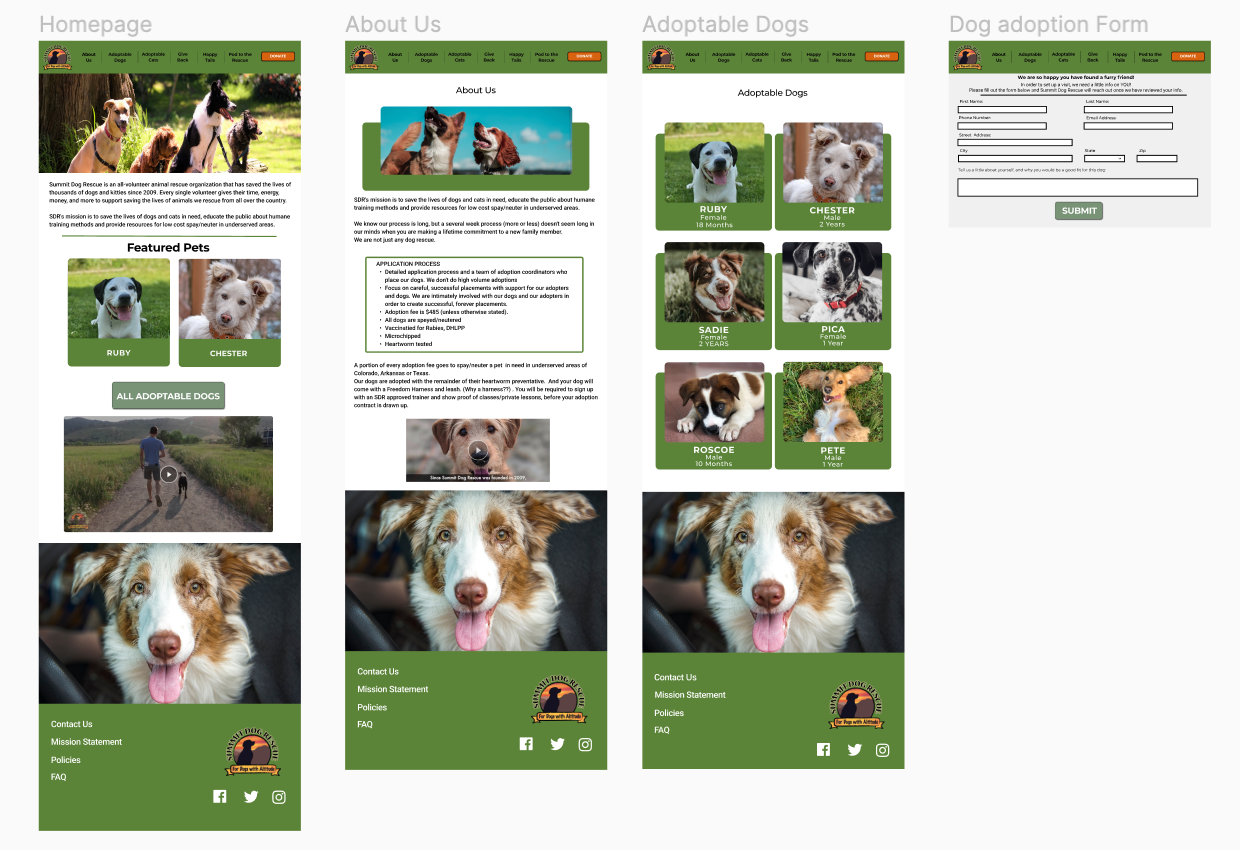 Homepage
About Us
Adoptable Dogs
Adoptable Cats
Give Back
Happy Tails
Pod to the Rescue
DONATE
Summit Dog Rescue is an all-volunteer animal rescue organization that has saved the lives of
thousands of dogs and kitties since 2009. Every single volunteer gives their time, energy,
money, and more to support saving the lives of animals we rescue from all over the country.
SDR's mission is to save the lives of dogs and cats in need, educate the public about humane
training methods and provide resources for low cost spay/neuter in underserved areas.
Featured Pets
RUBY
CHESTER
ALL ADOPTABLE DOGS
Contact Us
Mission Statement
Policies
FAQ
SUMMIT DOG RESCUE
For Dogs with Altitude
About Us
About Us
Adoptable Dogs
Adoptable Cats
Give Back
Happy Tails
Pod to the Rescue
DONATE
About Us
SDR's mission is to save the lives of dogs and cats in need, educate the public about humane
training methods and provide resources for low cost spay/neuter in underserved areas.
We know our process is long, but a several week process (more or less) doesn't seem long in
our minds when you are making a lifetime commitment to a new family member.
We are not just any dog rescue.
APPLICATION PROCESS
• Detailed application process and a team of adoption coordinators who
place our dogs. We don't do high volume adoptions
• Focus on careful, successful placements with support for our adopters
and dogs. We are intimately involved with our dogs and our adopters in
order to create successful, forever placements.
• Adoption fee is $485 (unless otherwise stated).
• All dogs are speyed/neutered
• Vaccinatied for Rabies, DHLPP
• Microchipped
• Heartworm tested
A portion of every adoption fee goes to spay/neuter a pet in need in underserved areas of
Colorado, Arkansas or Texas.
Our dogs are adopted with the remainder of their heartworm preventative. And your dog will
come with a Freedom Harness and leash. (Why a harness??) . You will be required to sign up
with an SDR approved trainer and show proof of classes/private lessons, before your adoption
contract is drawn up.
Since Summit Dog Rescue was founded in 2009,
Contact Us
Mission Statement
Policies
FAQ
SUMMIT DOG RESCUE
For Dogs with Altitude
Adoptable Dogs
About Us
Adoptable Dogs
Adoptable Cats
Give Back
Happy Tails
Pod to the Rescue
DONATE
Adoptable Dogs
RUBY
Female
18 Months
CHESTER
Male
2 Years
SADIE
Female
2 YEARS
PICA
Female
1 Year
ROSCOE
Male
10 Months
PETE
Male
1 Year
Contact Us
Mission Statement
Policies
FAQ
SUMMIT DOG RESCUE
For Dogs with Altitude
Dog adoption Form
About Us
Adoptable Dogs
Adoptable Cats
Give Back
Happy Tails
Pod to the Rescue
DONATE
We are so happy you have found a furry friend!
In order to set up a visit, we need a little info on YOU!
Please fill out the form below and Summit Dog Rescue will reach out once we have reviewed your info.
First Name:
Last Name:
Phone Number:
Email Address
Street Address:
City
State
Zip
Tell us a little about yourself, and why you would be a good fit for this dog:
SUBMIT